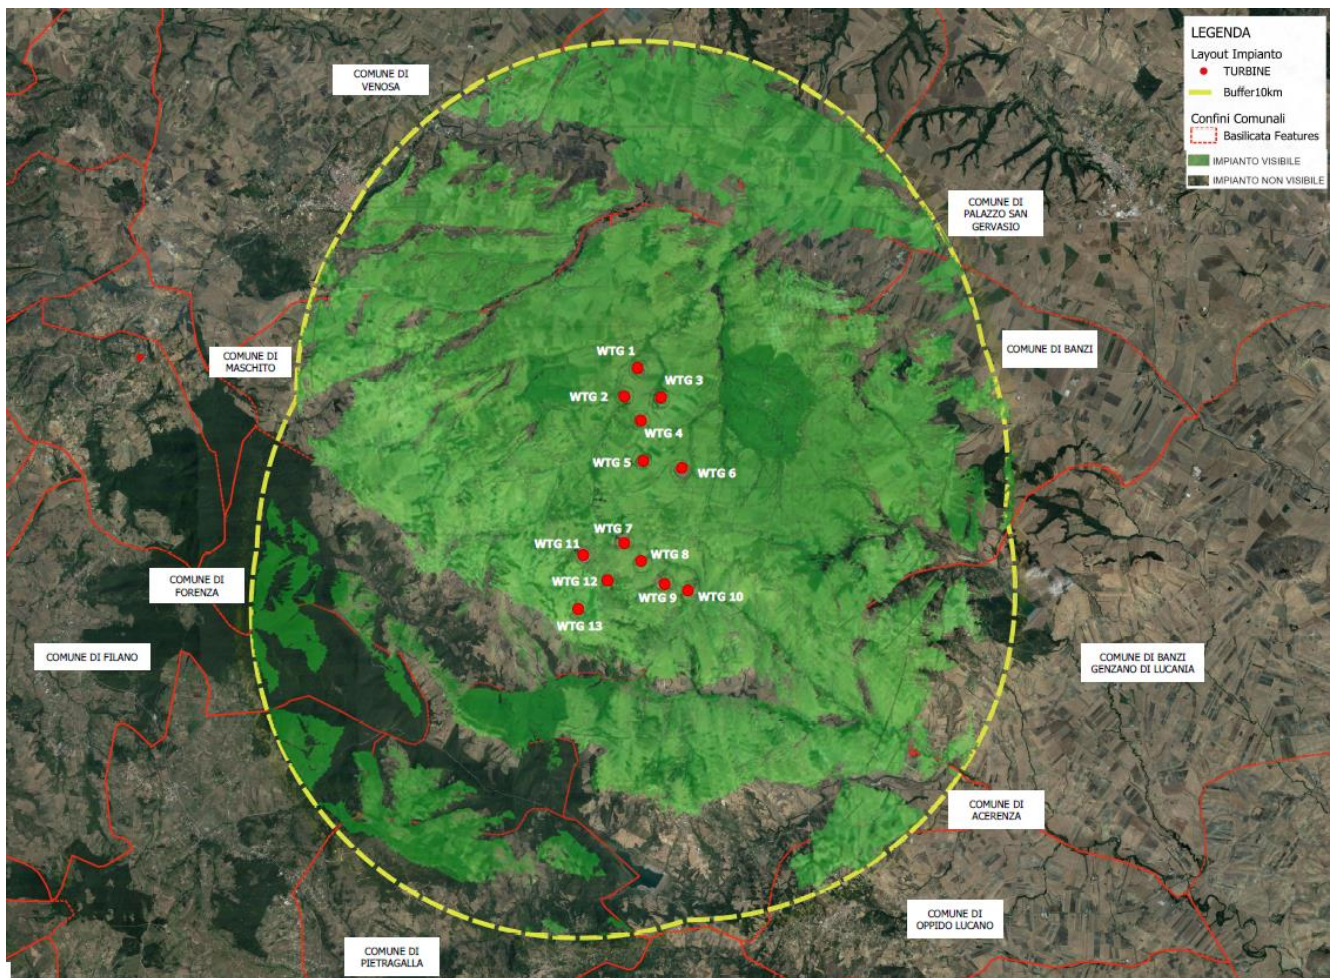 LEGENDA
Layout Impianto
TURBINE
Buffer10km
Confini Comunali
Basilicata Features
IMPIANTO VISIBILE
IMPIANTO NON VISIBILE
COMUNE DI
VENOSA
COMUNE DI
PALAZZO SAN
GERVASIO
COMUNE DI BANZI
COMUNE DI
MASCHITO
WTG 1
WTG 3
WTG 2
WTG 4
WTG 5
WTG 6
WTG 7
WTG 11
WTG 8
WTG 12
WTG 9
WTG 10
WTG 13
COMUNE DI
FORENZA
COMUNE DI FILANO
COMUNE DI BANZI
GENZANO DI LUCANIA
COMUNE DI
ACERENZA
COMUNE DI
OPPIDO LUCANO
COMUNE DI
PIETRAGALLA